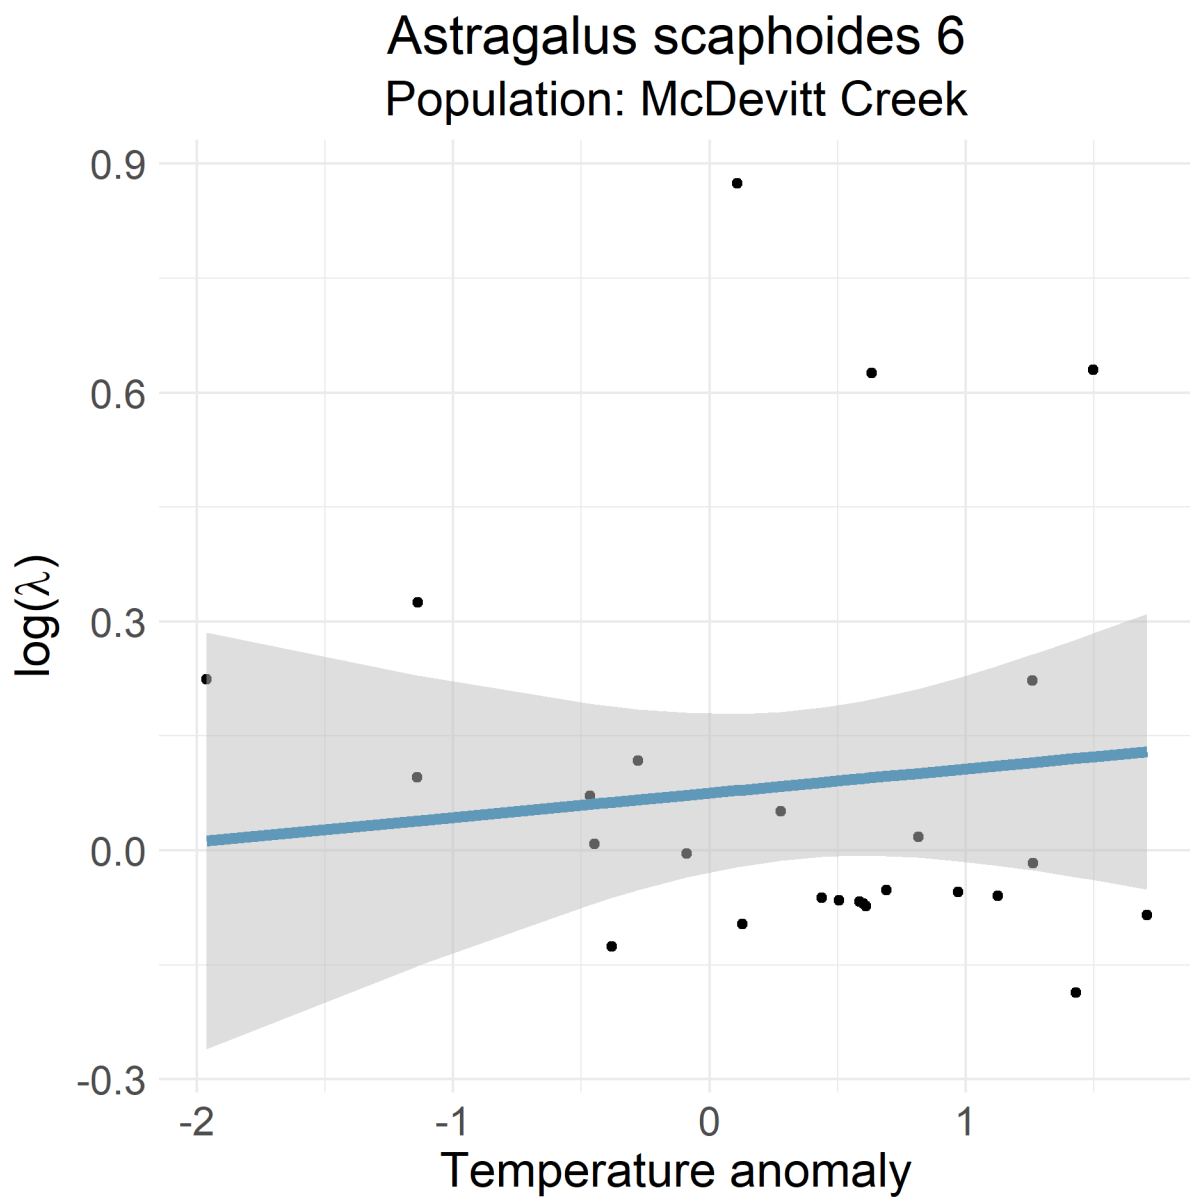 Astragalus scaphoides 6
Population: McDevitt Creek
0.9
0.6
0.3
0.0
-0.3
log(λ)
-2 -1 0 1
Temperature anomaly